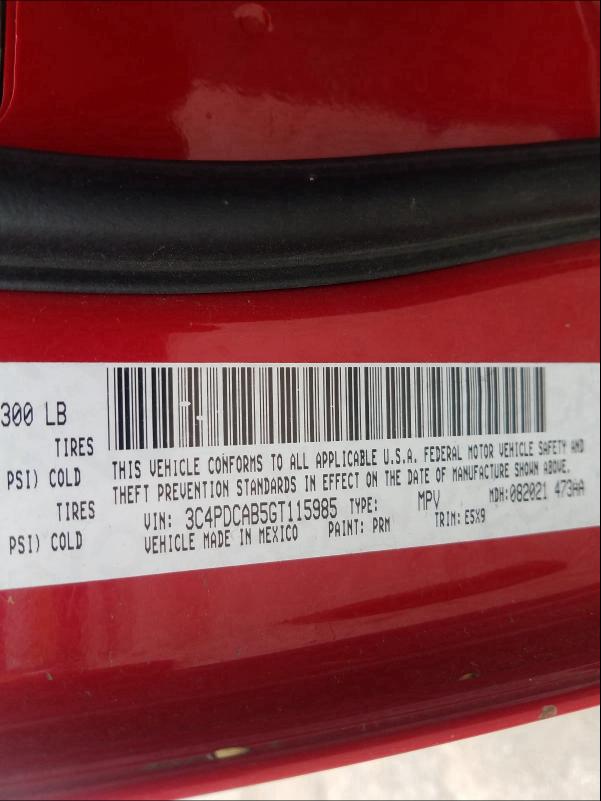 300 LB
TIRES
PSI) COLD
TIRES
PSI) COLD
THIS VEHICLE CONFORMS TO ALL APPLICABLE U.S.A. FEDERAL MOTOR VEHICLE SAFETY AND
THEFT PREVENTION STANDARDS IN EFFECT ON THE DATE OF MANUFACTURE SHOWN ABOVE.
VIN: 3C4PDCAB5GT115985 TYPE: MPV MDH:082021 473AA
VEHICLE MADE IN MEXICO PAINT: PRM TRIM: E5X9